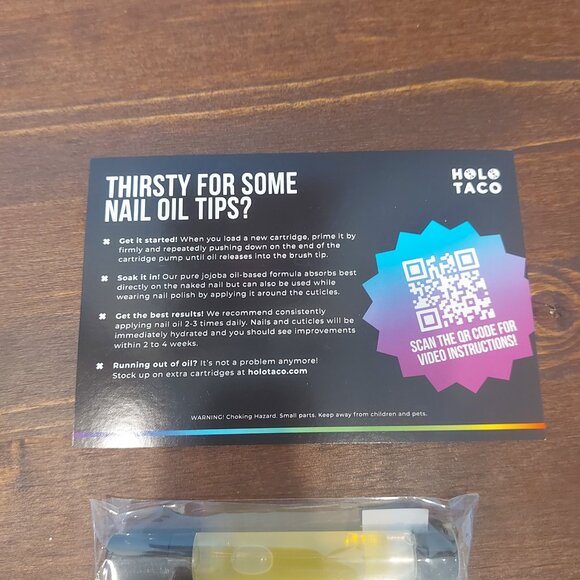 HOLO
TACO
THIRSTY FOR SOME
NAIL OIL TIPS?
Get it started! When you load a new cartridge, prime it by
firmly and repeatedly pushing down on the end of the
cartridge pump until oil releases into the brush tip.
Soak it in! Our pure jojoba oil-based formula absorbs best
directly on the naked nail but can also be used while
wearing nail polish by applying it around the cuticles.
Get the best results! We recommend consistently
applying nail oil 2-3 times daily. Nails and cuticles will be
immediately hydrated and you should see improvements
within 2 to 4 weeks.
Running out of oil? It's not a problem anymore!
Stock up on extra cartridges at holotaco.com
SCAN THE QR CODE FOR
VIDEO INSTRUCTIONS!
WARNING! Choking Hazard. Small parts. Keep away from children and pets.